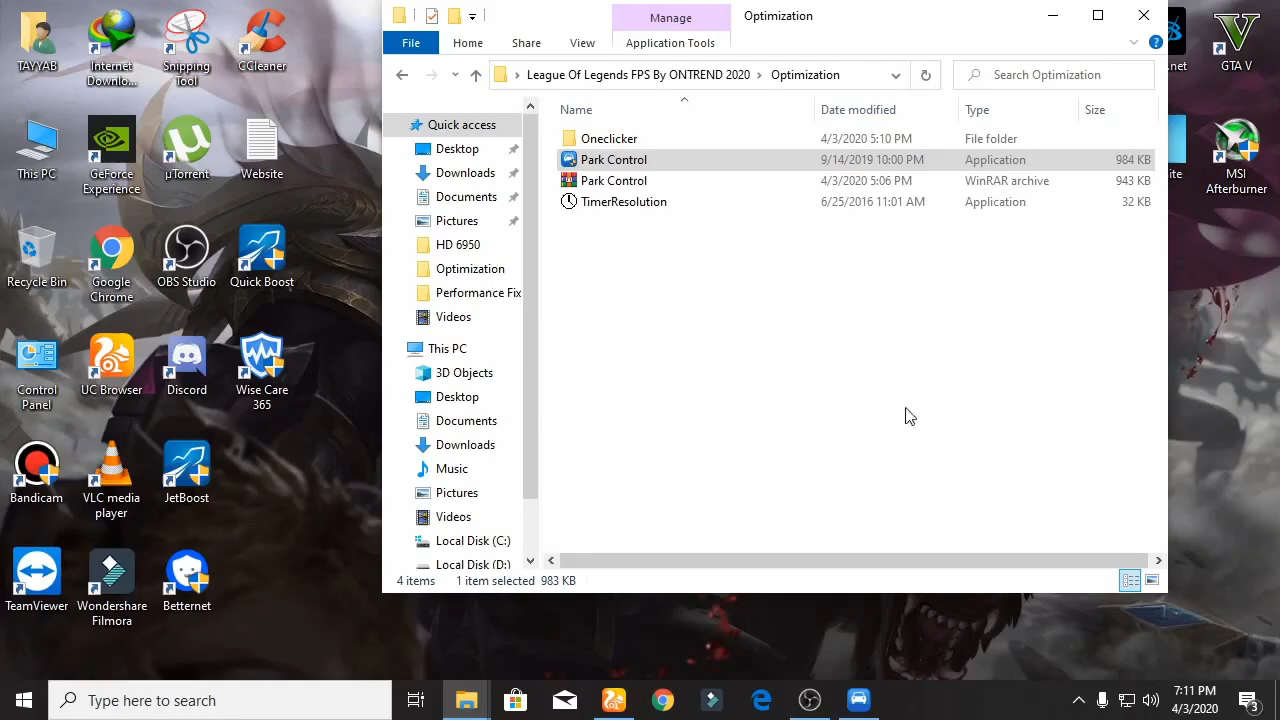 TAYYAB
Internet
Downlo...
Snipping
Tool
CCleaner
This PC
GeForce
Experience
µTorrent
Website
Recycle Bin
Google
Chrome
OBS Studio
Quick Boost
Control
Panel
UC Browser
Discord
Wise Care
365
Bandicam
VLC media
player
JetBoost
TeamViewer
Wondershare
Filmora
Betternet
Manage
Optimization
File
Home
Share
View
Application Tools
League Of Legends FPS By ONTREND 2020
Optimization
Search Optimization
Name
Date modified
Type
Size
Oneclicker 4/3/2020 5:10 PM File folder
Park Control 9/14/2019 10:00 PM Application 984 KB
Park Control 4/3/2020 5:06 PM WinRAR archive 943 KB
TimerResolution 6/25/2016 11:01 AM Application 32 KB
Quick access
Desktop
Downloads
Documents
Pictures
HD 6950
Optimization
Performance Fix
Videos
This PC
3D Objects
Desktop
Documents
Downloads
Music
Pictures
Videos
Local Disk (C:)
Local Disk (D:)
4 items 1 item selected 983 KB
.net
GTA V
ite
MSI
Afterburner
Type here to search
7:11 PM
4/3/2020
3